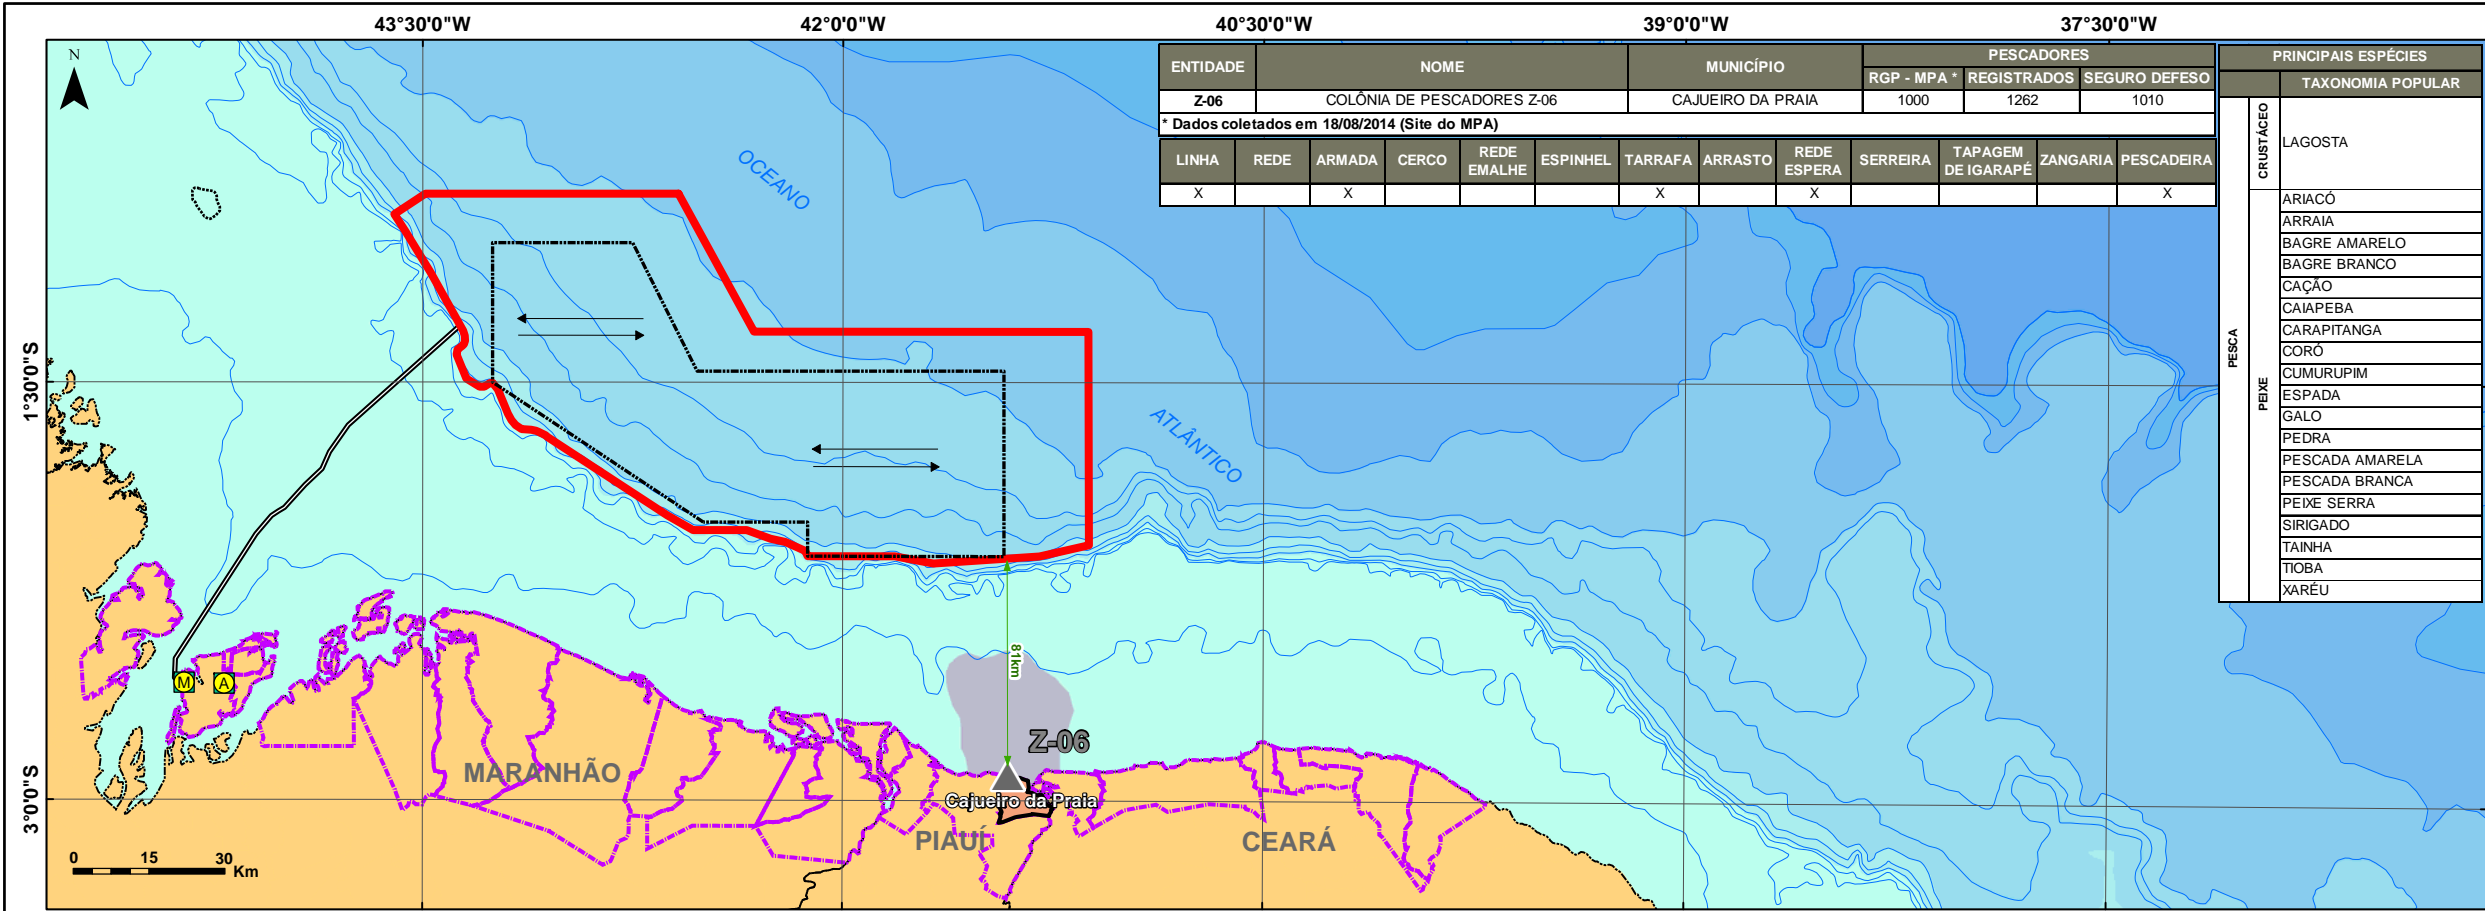 43°30'0"W
42°0'0"W
40°30'0"W
39°0'0"W
37°30'0"W
N
1°30'0"S
3°0'0"S
ENTIDADE
NOME
MUNICÍPIO
PESCADORES
RGP - MPA *
REGISTRADOS
SEGURO DEFESO
Z-06
COLÔNIA DE PESCADORES Z-06
CAJUEIRO DA PRAIA
1000
1262
1010
* Dados coletados em 18/08/2014 (Site do MPA)
LINHA
REDE
ARMADA
CERCO
REDE EMALHE
ESPINHEL
TARRAFA
ARRASTO
REDE ESPERA
SERREIRA
TAPAGEM DE IGARAPÉ
ZANGARIA
PESCADEIRA
X
X
X
X
X
PRINCIPAIS ESPÉCIES
TAXONOMIA POPULAR
PESCA
CRUSTÁCEO
LAGOSTA
PEIXE
ARIACÓ
ARRAIA
BAGRE AMARELO
BAGRE BRANCO
CAÇÃO
CAIAPEBA
CARAPITANGA
CORÓ
CUMURUPIM
ESPADA
GALO
PEDRA
PESCADA AMARELA
PESCADA BRANCA
PEIXE SERRA
SIRIGADO
TAINHA
TIOBA
XARÉU
OCEANO
ATLÂNTICO
81km
M
A
Z-06
MARANHÃO
Cajueiro da Praia
PIAUÍ
CEARÁ
0
15
30
Km